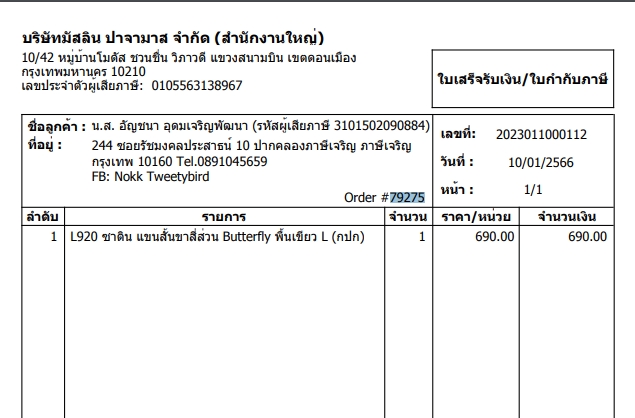 บริษัทมัสลิน ปาจามาส จำกัด (สำนักงานใหญ่)
10/42 หมู่บ้านโมดัส ชวนชื่น วิภาวดี แขวงสนามบิน เขตดอนเมือง
กรุงเทพมหานคร 10210
เลขประจำตัวผู้เสียภาษี: 0105563138967
ใบเสร็จรับเงิน/ใบกำกับภาษี
ชื่อลูกค้า : น.ส. อัญชนา อุดมเจริญพัฒนา (รหัสผู้เสียภาษี 3101502090884)
ที่อยู่ : 244 ซอยรัชมงคลประสาธน์ 10 ปากคลองภาษีเจริญ ภาษีเจริญ
กรุงเทพ 10160 Tel.0891045659
FB: Nokk Tweetybird
Order #79275
เลขที่: 2023011000112
วันที่ : 10/01/2566
หน้า : 1/1
ลำดับ รายการ จำนวน ราคา/หน่วย จำนวนเงิน
1 L920 ซาติน แขนสั้นขาสี่ส่วน Butterfly พื้นเขียว L (กปก) 1 690.00 690.00